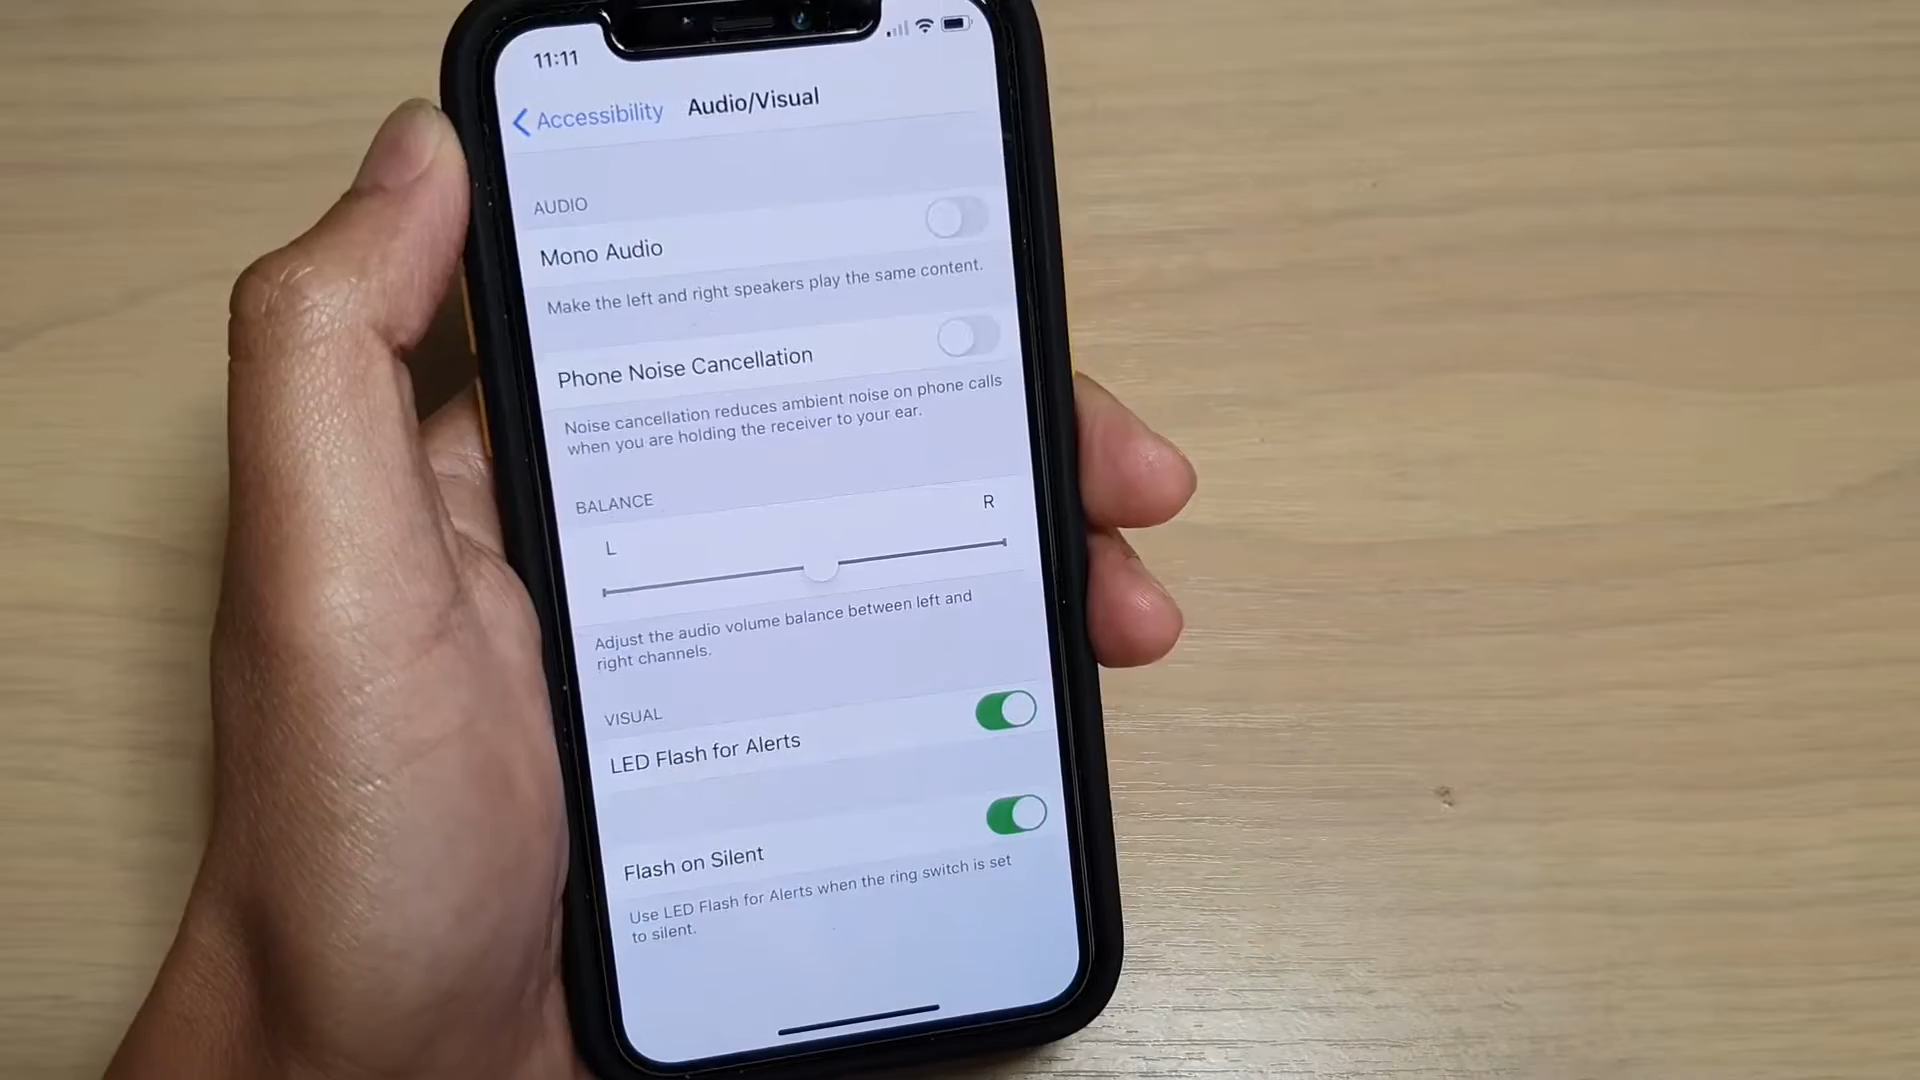 11:11
Accessibility Audio/Visual
AUDIO
Mono Audio
Make the left and right speakers play the same content.
Phone Noise Cancellation
Noise cancellation reduces ambient noise on phone calls
when you are holding the receiver to your ear.
BALANCE
L R
Adjust the audio volume balance between left and
right channels.
VISUAL
LED Flash for Alerts
Flash on Silent
Use LED Flash for Alerts when the ring switch is set
to silent.